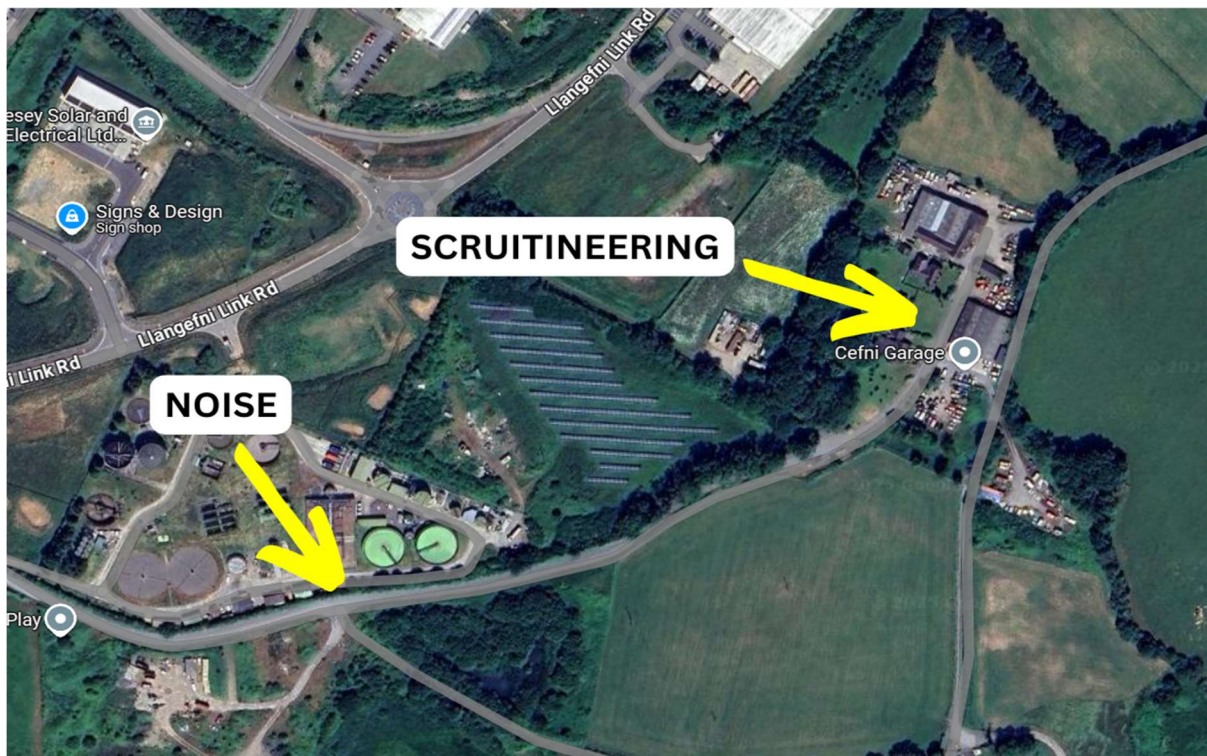 Llangefni Link Rd
esey Solar and
Electrical Ltd...
Signs & Design
Sign shop
SCRUITINEERING
Llangefni Link Rd
i Link Rd
Cefni Garage
NOISE
Play